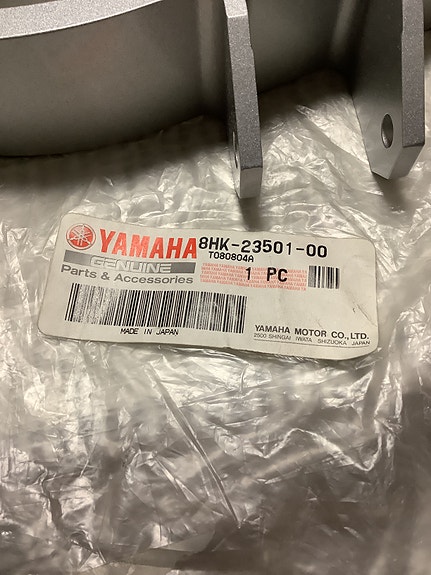 YAMAHA 8HK-23501-00
T080804A
GENUINE
Parts & Accessories
1 PC
MADE IN JAPAN
YAMAHA MOTOR CO.,LTD.
2500 SHINGAI IWATA SHIZUOKA JAPAN